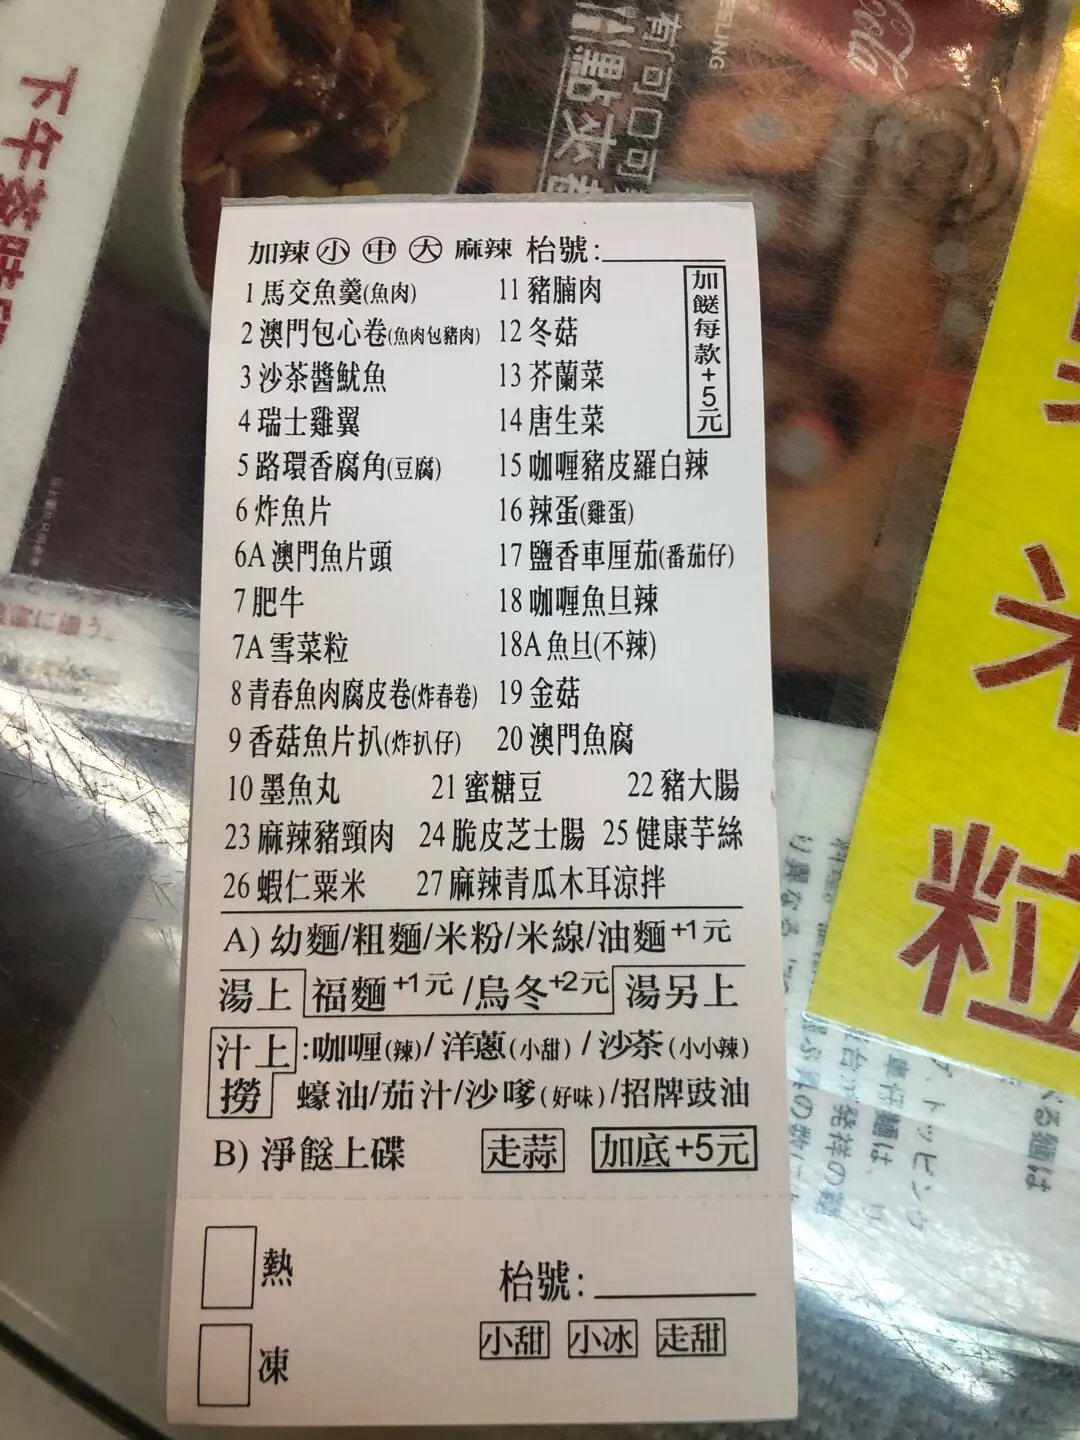 加辣 小 中 大 麻辣 枱號:
加餸每款+5元
1 馬交魚羹(魚肉) 11 豬腩肉
2 澳門包心卷(魚肉包豬肉) 12 冬菇
3 沙茶醬魷魚 13 芥蘭菜
4 瑞士雞翼 14 唐生菜
5 路環香腐角(豆腐) 15 咖喱豬皮羅白辣
6 炸魚片 16 辣蛋(雞蛋)
6A 澳門魚片頭 17 鹽香車厘茄(番茄仔)
7 肥牛 18 咖喱魚旦辣
7A 雪菜粒 18A 魚旦(不辣)
8 青春魚肉腐皮卷(炸春卷) 19 金菇
9 香菇魚片扒(炸扒仔) 20 澳門魚腐
10 墨魚丸 21 蜜糖豆 22 豬大腸
23 麻辣豬頸肉 24 脆皮芝士腸 25 健康芋絲
26 蝦仁粟米 27 麻辣青瓜木耳涼拌
A) 幼麵/粗麵/米粉/米線/油麵+1元
湯上 福麵+1元 /烏冬+2元 湯另上
汁上 :咖喱(辣)/ 洋蔥(小甜) / 沙茶(小小辣)
撈 蠔油/茄汁/沙嗲(好味)/招牌豉油
B) 淨餸上碟 走蒜 加底+5元
熱 枱號:
小甜 小冰 走甜
凍
下午茶
有可口可
點來
ELING
Cola
米
粒